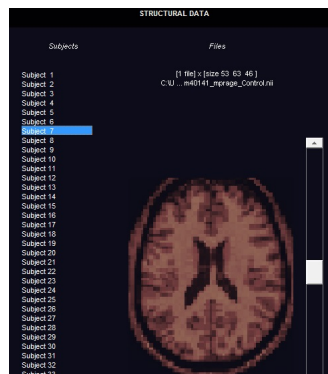 STRUCTURAL DATA
Subjects
Files
Subject 1
Subject 2
Subject 3
Subject 4
Subject 5
Subject 6
Subject 7
Subject 8
Subject 9
Subject 10
Subject 11
Subject 12
Subject 13
Subject 14
Subject 15
Subject 16
Subject 17
Subject 18
Subject 19
Subject 20
Subject 21
Subject 22
Subject 23
Subject 24
Subject 25
Subject 26
Subject 27
Subject 28
Subject 29
Subject 30
Subject 31
Subject 32
[1 file] x [size 53 63 46 ]
C:\U ... m40141_mprage_Control.nii